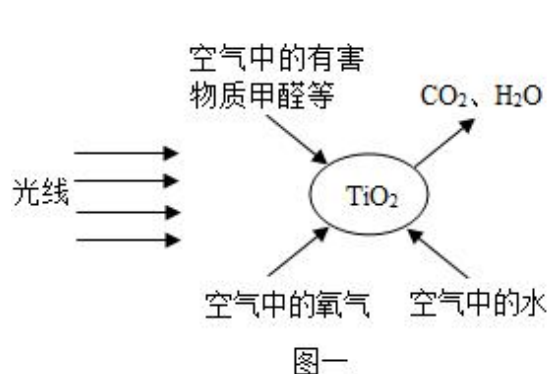 空气中的有害
物质甲醛等
CO₂、H₂O
光线
TiO₂
空气中的氧气
空气中的水
图一